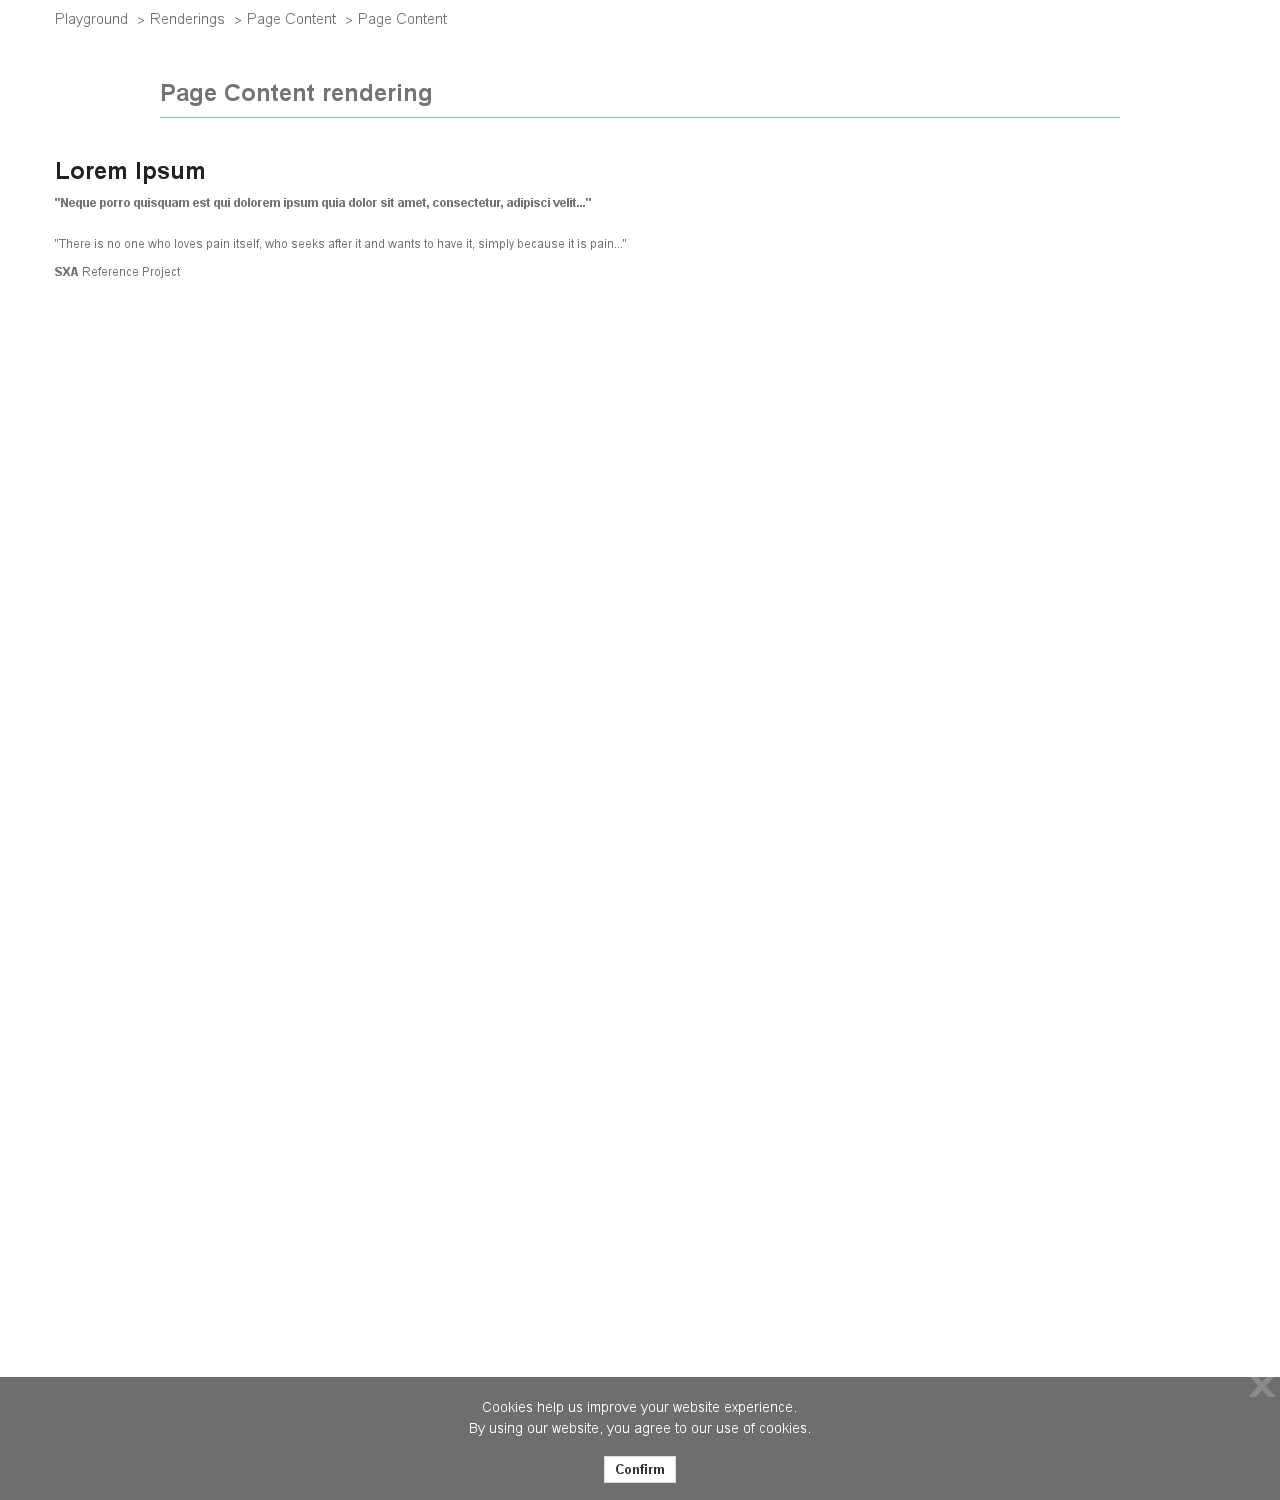 Playground > Renderings > Page Content > Page Content
Page Content rendering
Lorem Ipsum
"Neque porro quisquam est qui dolorem ipsum quia dolor sit amet, consectetur, adipisci velit..."
"There is no one who loves pain itself, who seeks after it and wants to have it, simply because it is pain..."
SXA Reference Project
Cookies help us improve your website experience.
By using our website, you agree to our use of cookies.
Confirm